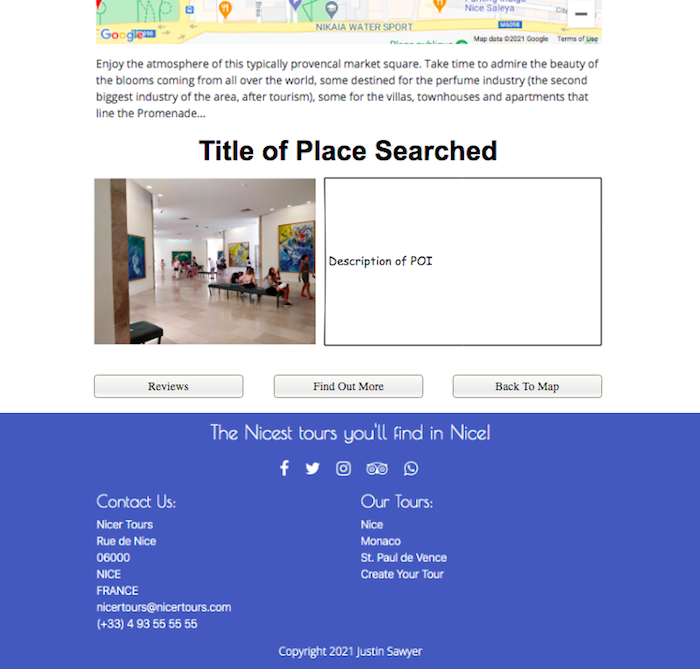 Nice Saleya
NIKAIA WATER SPORT
M6098
Google
Map data ©2021 Google Terms of Use
Enjoy the atmosphere of this typically provencal market square. Take time to admire the beauty of
the blooms coming from all over the world, some destined for the perfume industry (the second
biggest industry of the area, after tourism), some for the villas, townhouses and apartments that
line the Promenade...
Title of Place Searched
Description of POI
Reviews Find Out More Back To Map
The Nicest tours you'll find in Nice!
Contact Us:
Nicer Tours
Rue de Nice
06000
NICE
FRANCE
nicertours@nicertours.com
(+33) 4 93 55 55 55
Our Tours:
Nice
Monaco
St. Paul de Vence
Create Your Tour
Copyright 2021 Justin Sawyer